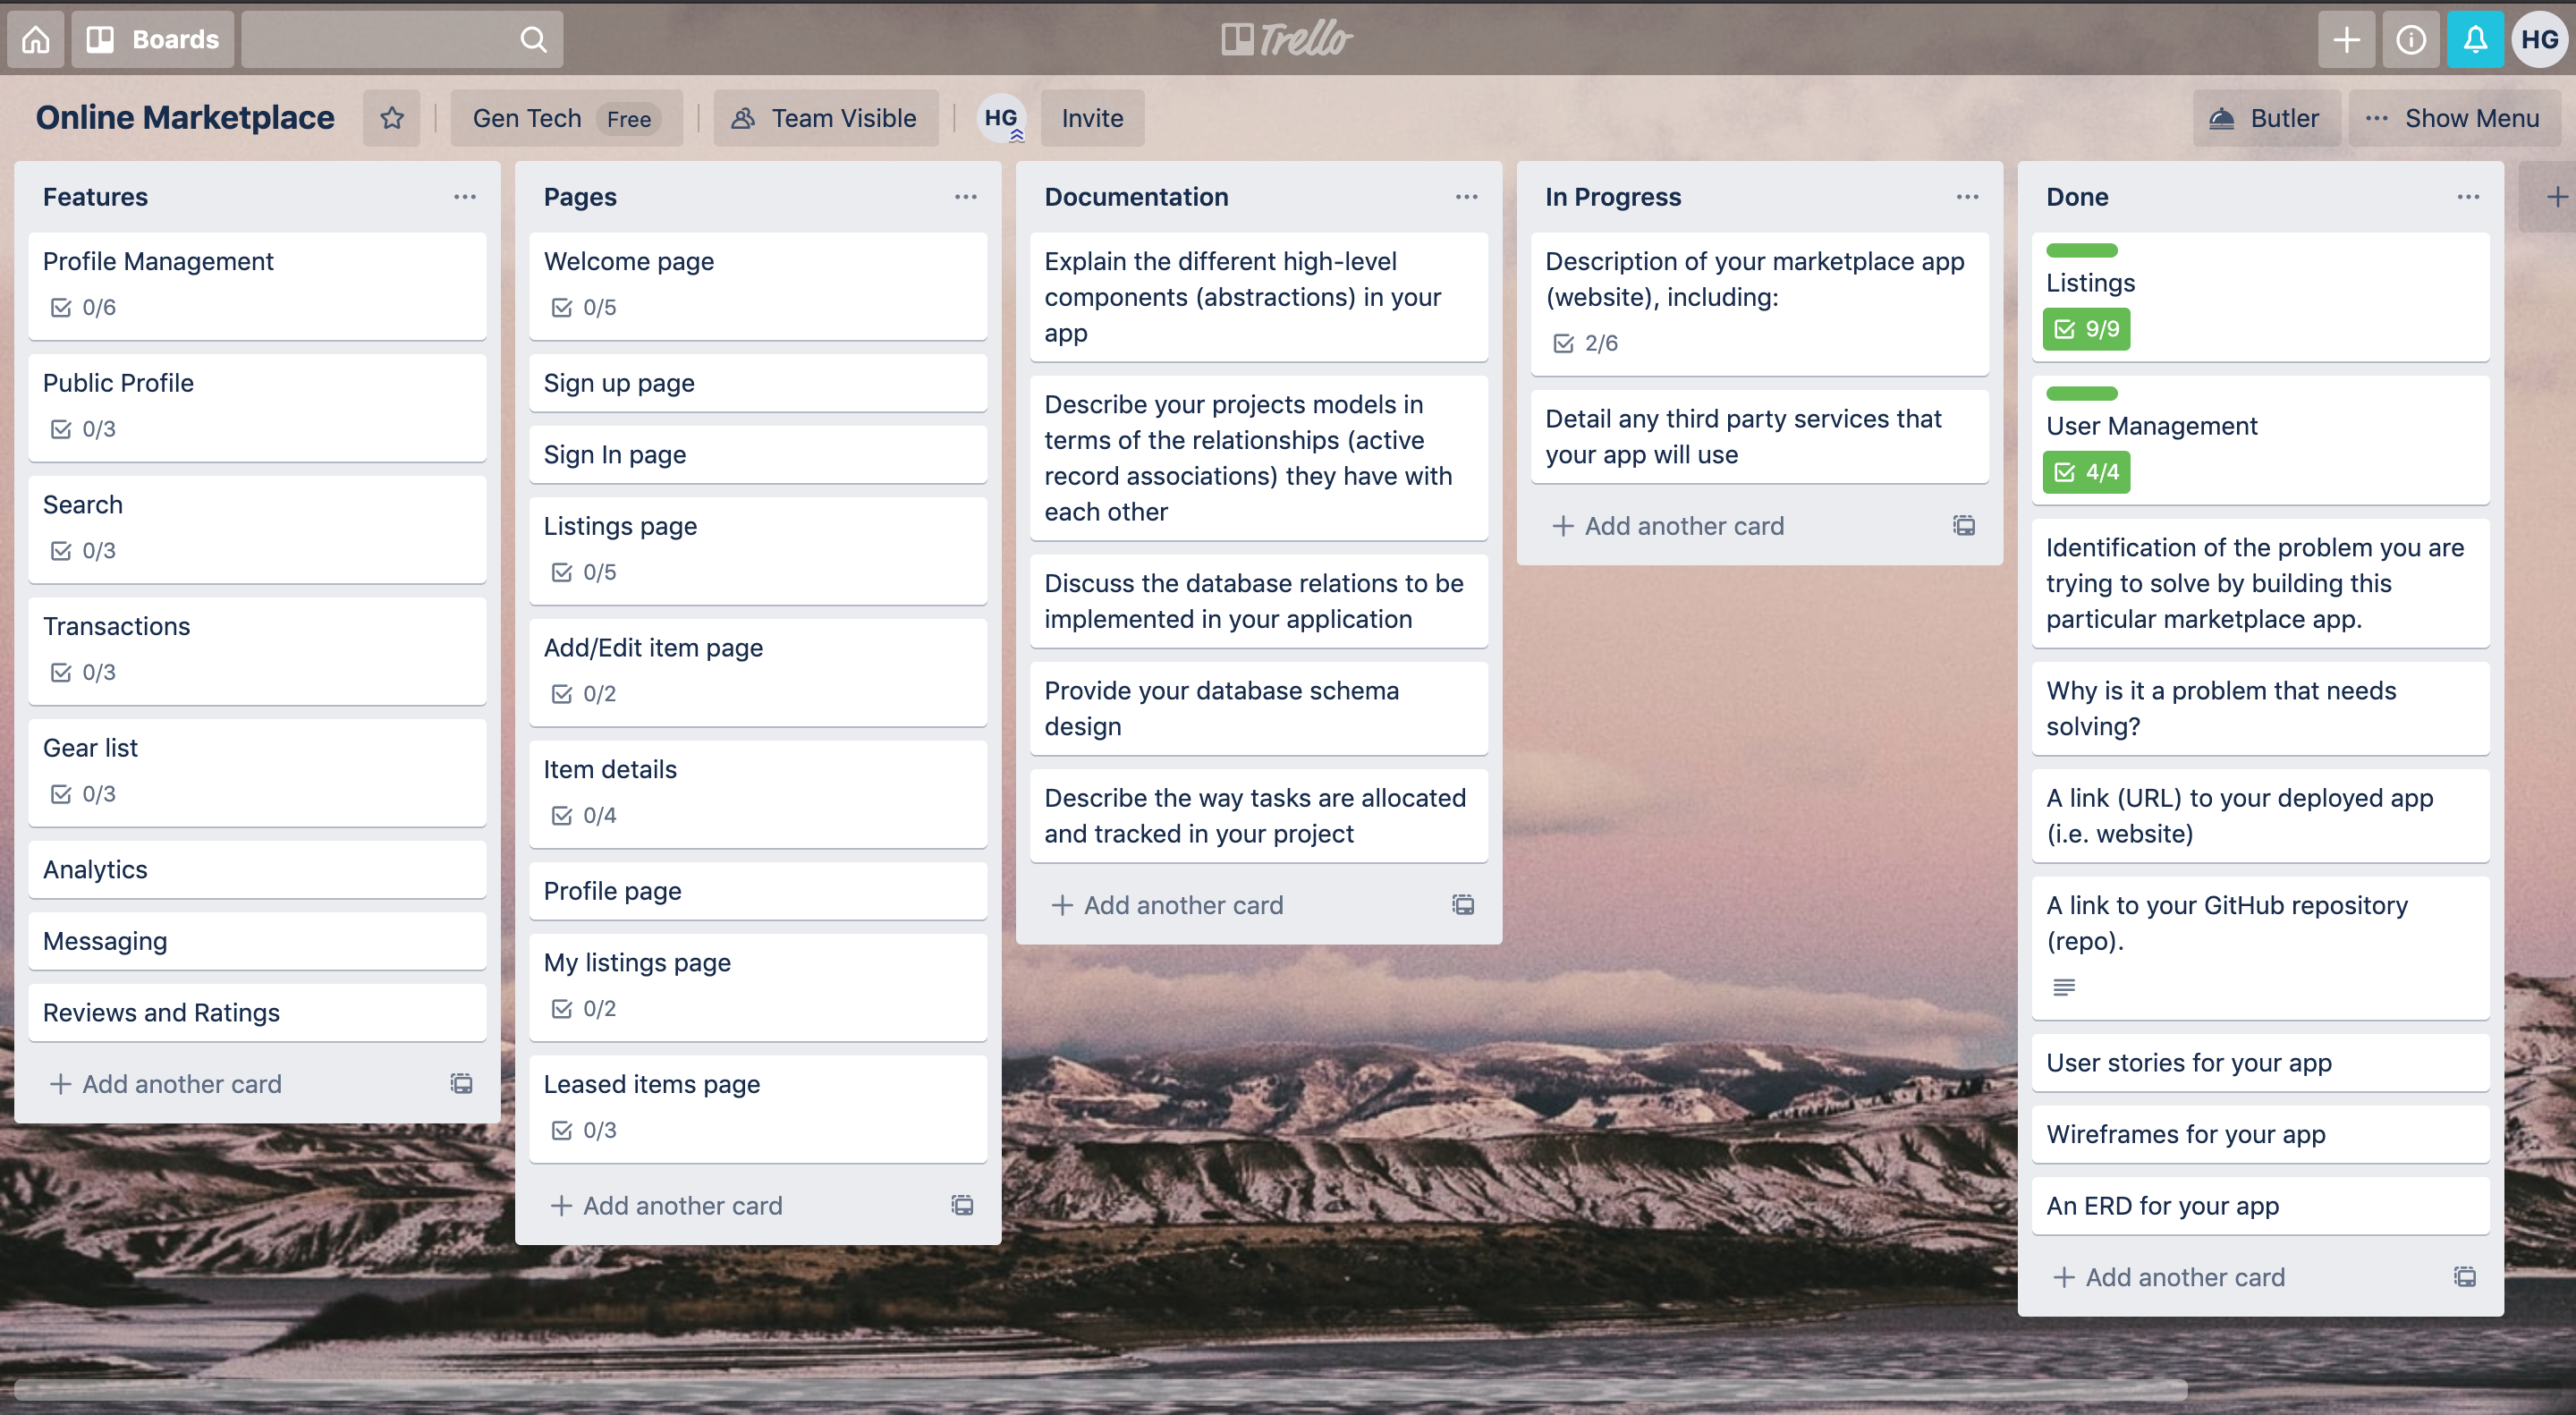 Boards
Trello
HG
Online Marketplace
Gen Tech Free
Team Visible
HG
Invite
Butler
... Show Menu
Features
Profile Management
0/6
Public Profile
0/3
Search
0/3
Transactions
0/3
Gear list
0/3
Analytics
Messaging
Reviews and Ratings
+ Add another card
Pages
Welcome page
0/5
Sign up page
Sign In page
Listings page
0/5
Add/Edit item page
0/2
Item details
0/4
Profile page
My listings page
0/2
Leased items page
0/3
+ Add another card
Documentation
Explain the different high-level
components (abstractions) in your
app
Describe your projects models in
terms of the relationships (active
record associations) they have with
each other
Discuss the database relations to be
implemented in your application
Provide your database schema
design
Describe the way tasks are allocated
and tracked in your project
+ Add another card
In Progress
Description of your marketplace app
(website), including:
2/6
Detail any third party services that
your app will use
+ Add another card
Done
Listings
9/9
User Management
4/4
Identification of the problem you are
trying to solve by building this
particular marketplace app.
Why is it a problem that needs
solving?
A link (URL) to your deployed app
(i.e. website)
A link to your GitHub repository
(repo).
User stories for your app
Wireframes for your app
An ERD for your app
+ Add another card